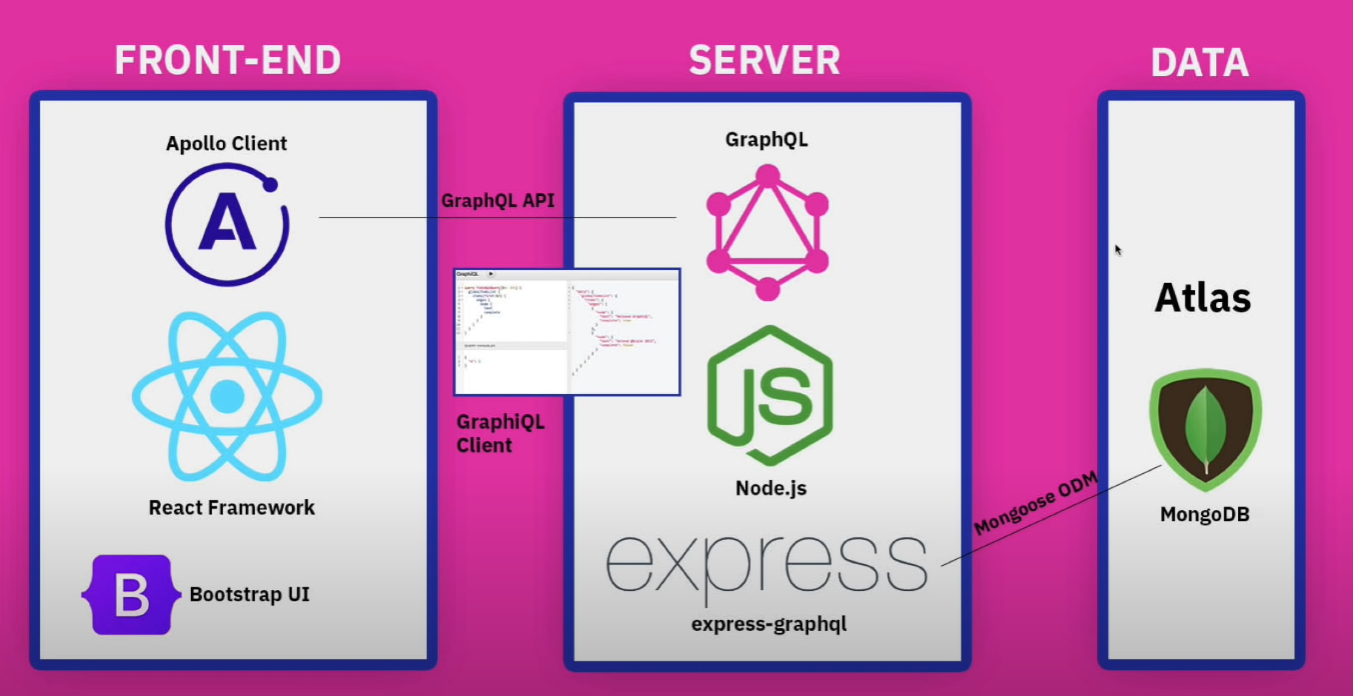 FRONT-END
SERVER
DATA
Apollo Client
A
GraphQL API
GraphQL
GraphiQL
GraphiQL
Client
React Framework
B
Bootstrap UI
JS
Node.js
express
express-graphql
Mongoose ODM
Atlas
MongoDB